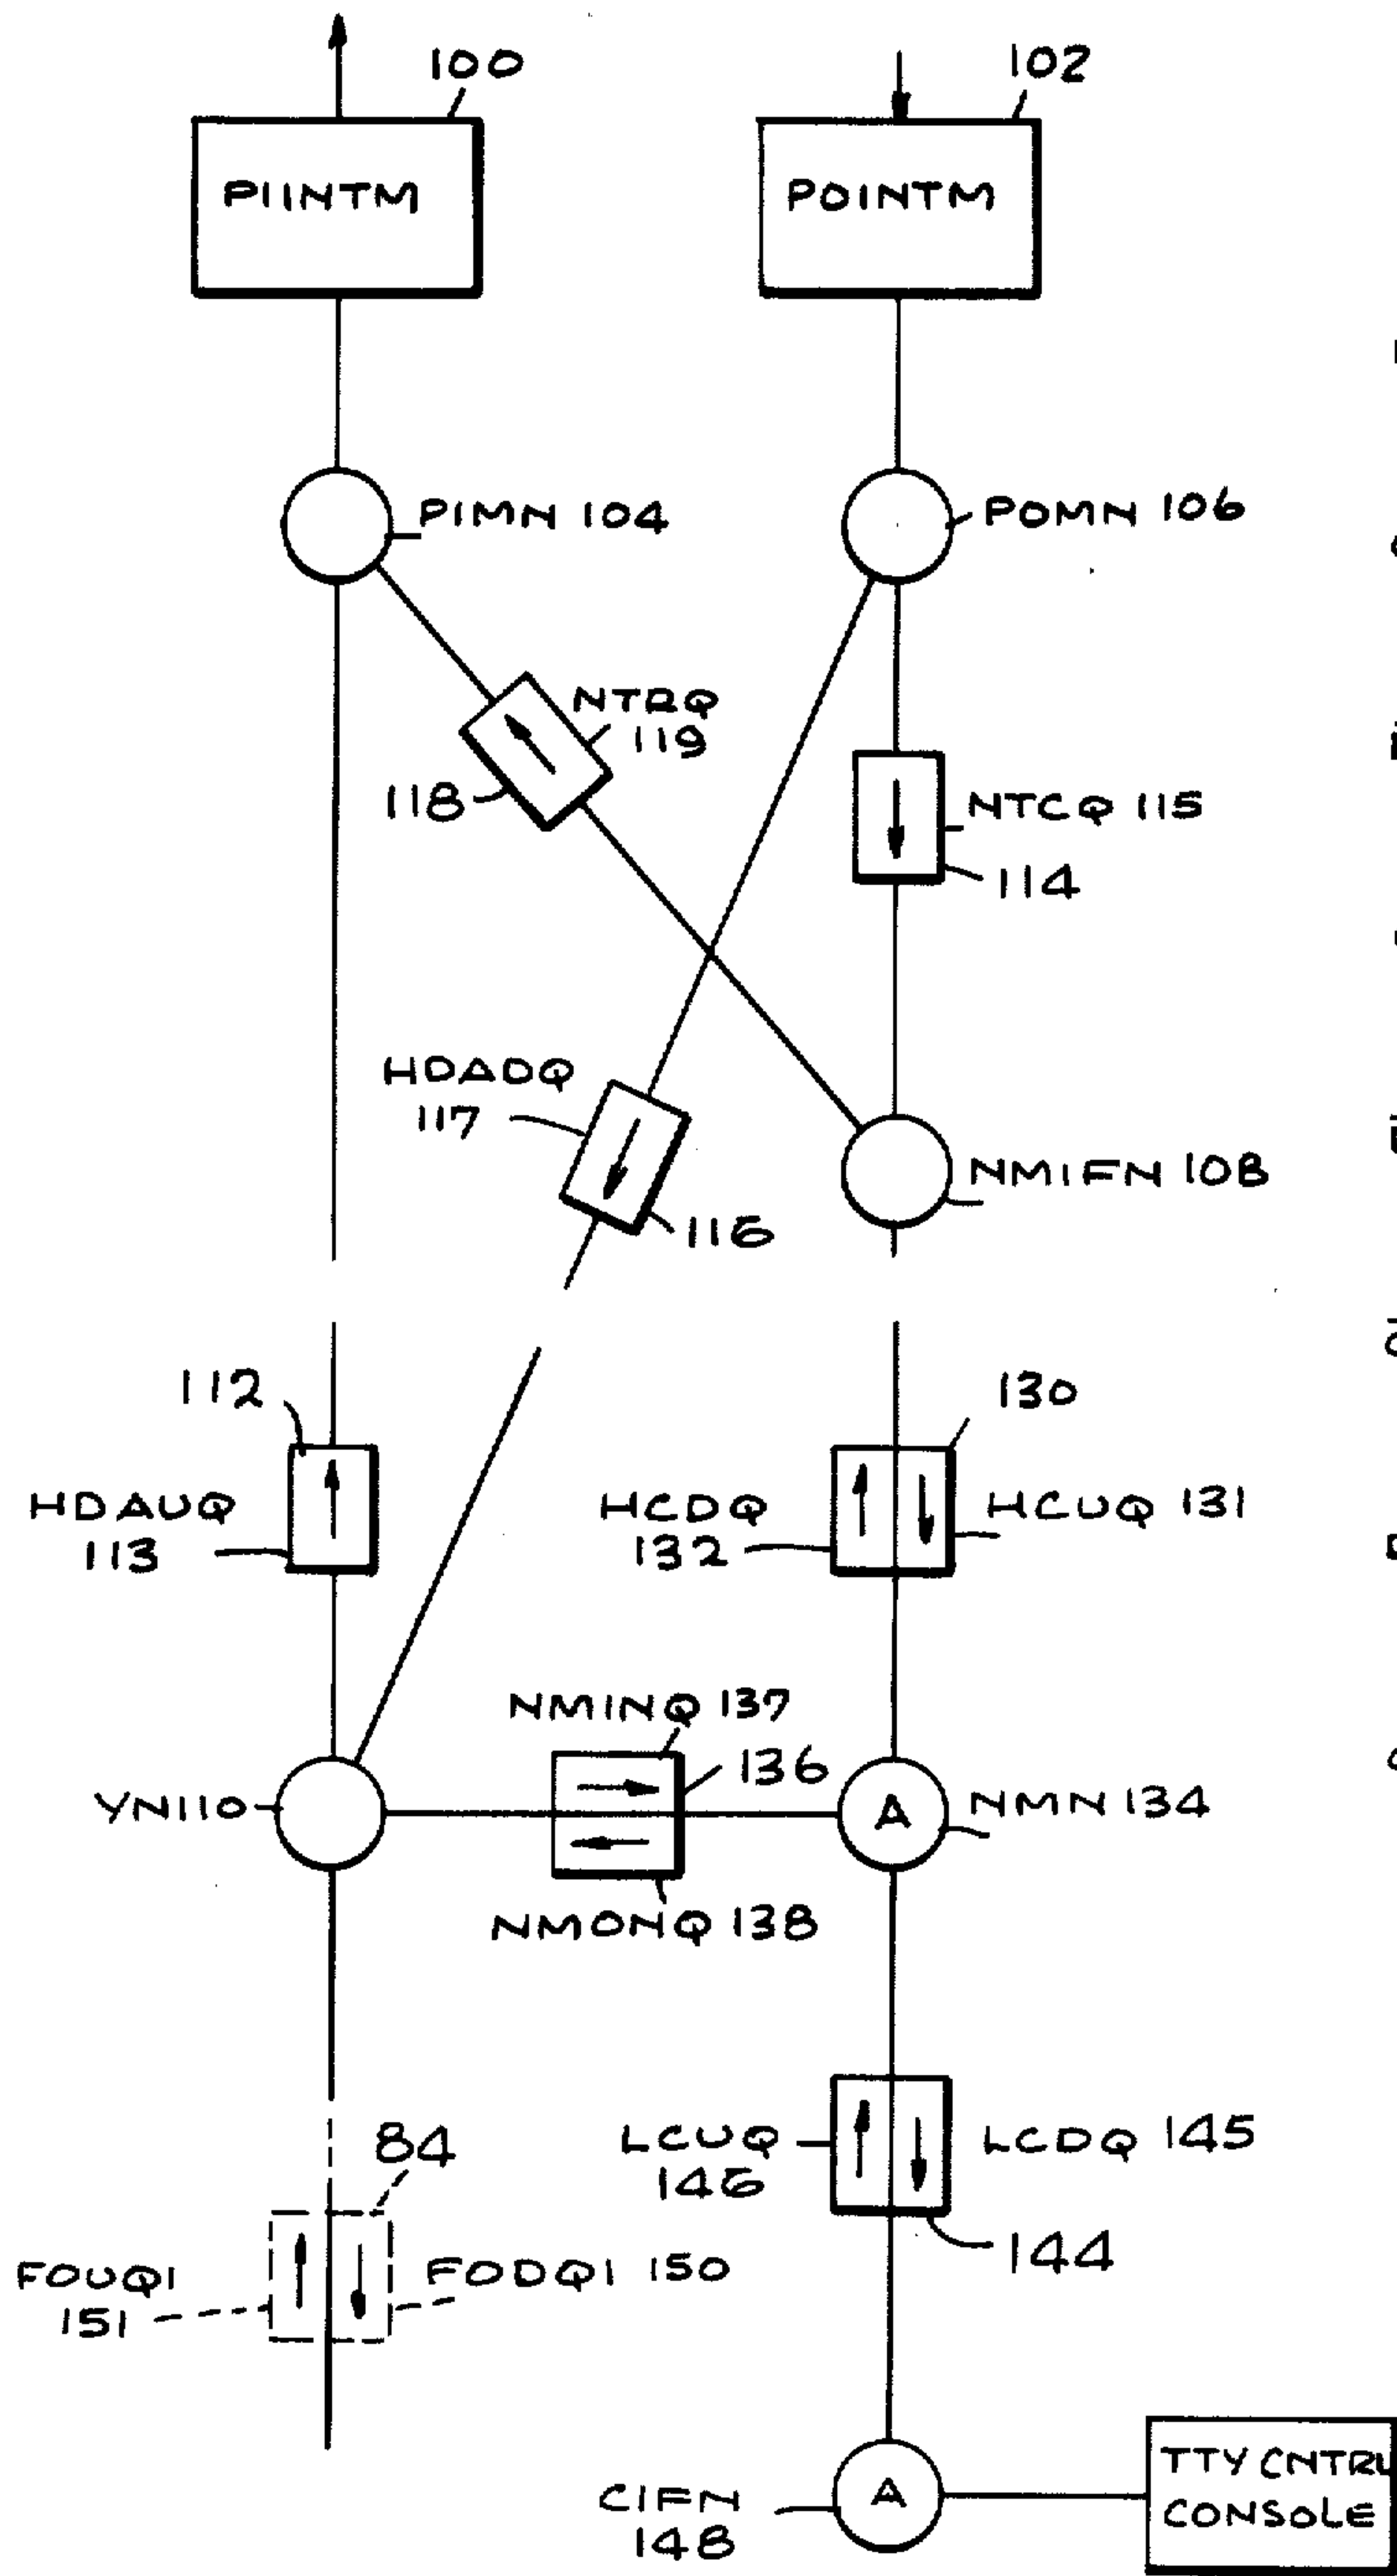 100
102
PIINTM
POINTM
PIMN 104
POMN 106
NTRQ
119
118
NTCQ 115
114
HDADQ
117
116
NMIFN 108
112
130
HDAUQ
113
HCDQ
132
HCUQ 131
NMINQ 137
136
YN110
A
NMN 134
NMONQ 138
84
LCUQ
146
LCDQ 145
144
FOUQ1
151
FODQ1 150
CIFN
148
A
TTY CNTRL
CONSOLE